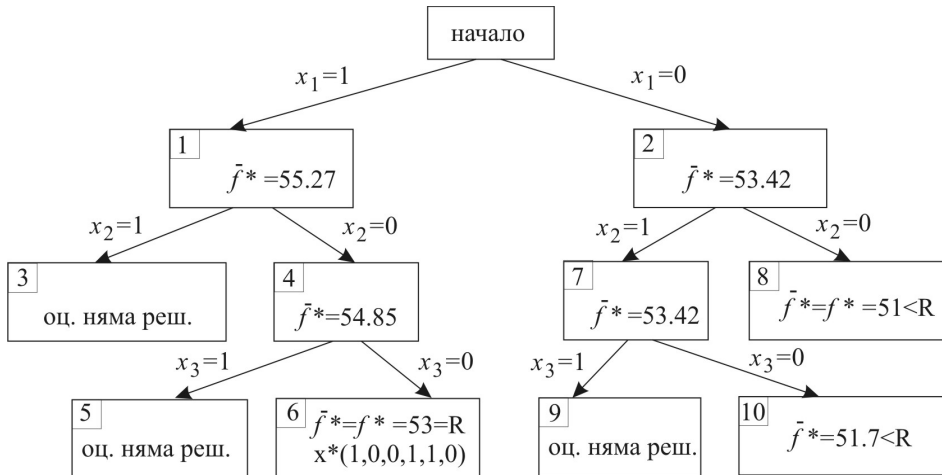 начало
x₁=1
x₁=0
1
f̄*=55.27
2
f̄*=53.42
x₂=1
x₂=0
x₂=1
x₂=0
3
оц. няма реш.
4
f̄*=54.85
7
f̄*=53.42
8
f̄*=f*=51<R
x₃=1
x₃=0
x₃=1
x₃=0
5
оц. няма реш.
6
f̄*=f*=53=R
x*(1,0,0,1,1,0)
9
оц. няма реш.
10
f̄*=51.7<R